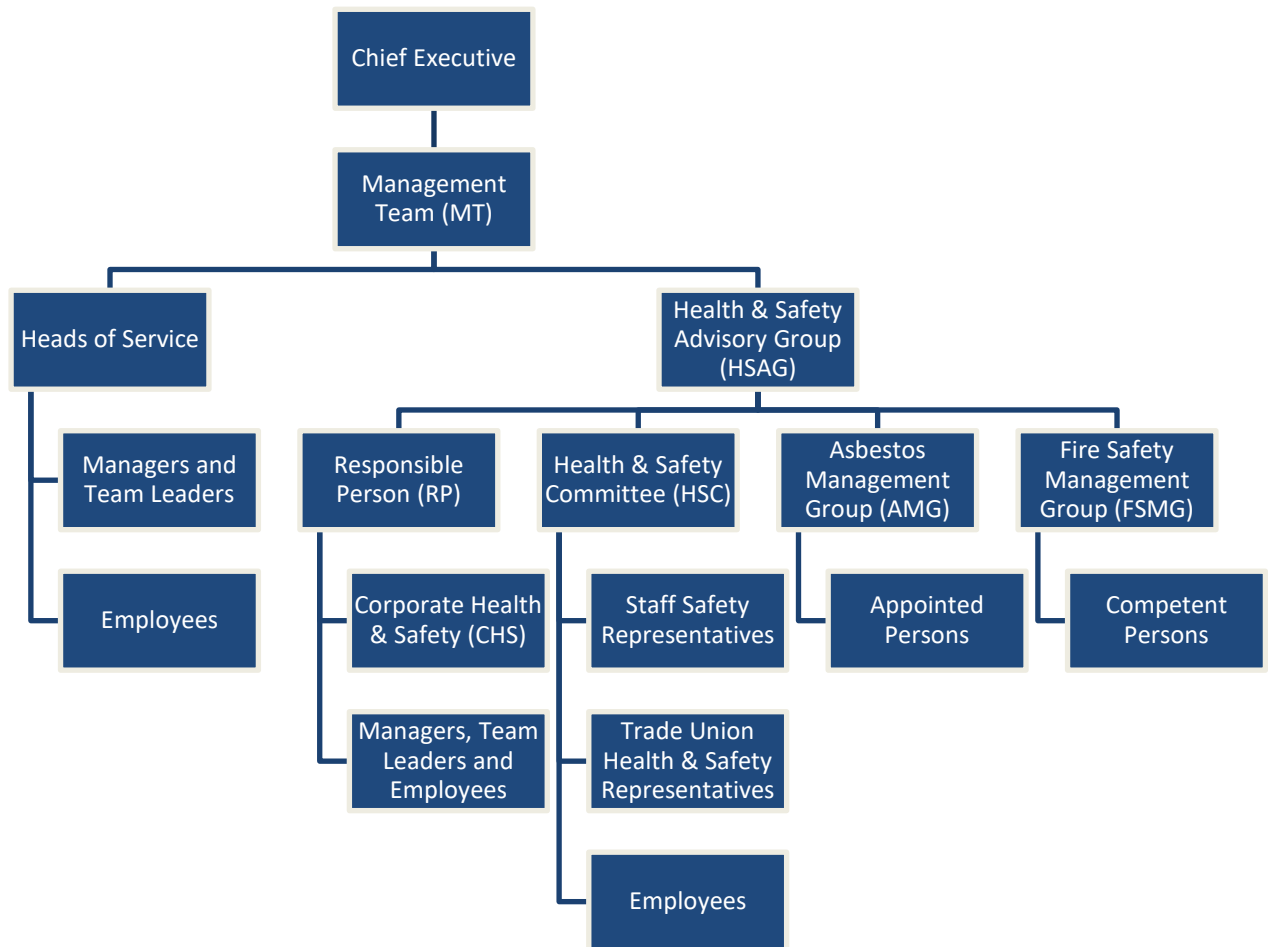 Chief Executive
Management
Team (MT)
Heads of Service
Health & Safety
Advisory Group
(HSAG)
Managers and
Team Leaders
Employees
Responsible
Person (RP)
Health & Safety
Committee (HSC)
Asbestos
Management
Group (AMG)
Fire Safety
Management
Group (FSMG)
Corporate Health
& Safety (CHS)
Managers, Team
Leaders and
Employees
Staff Safety
Representatives
Trade Union
Health & Safety
Representatives
Employees
Appointed
Persons
Competent
Persons